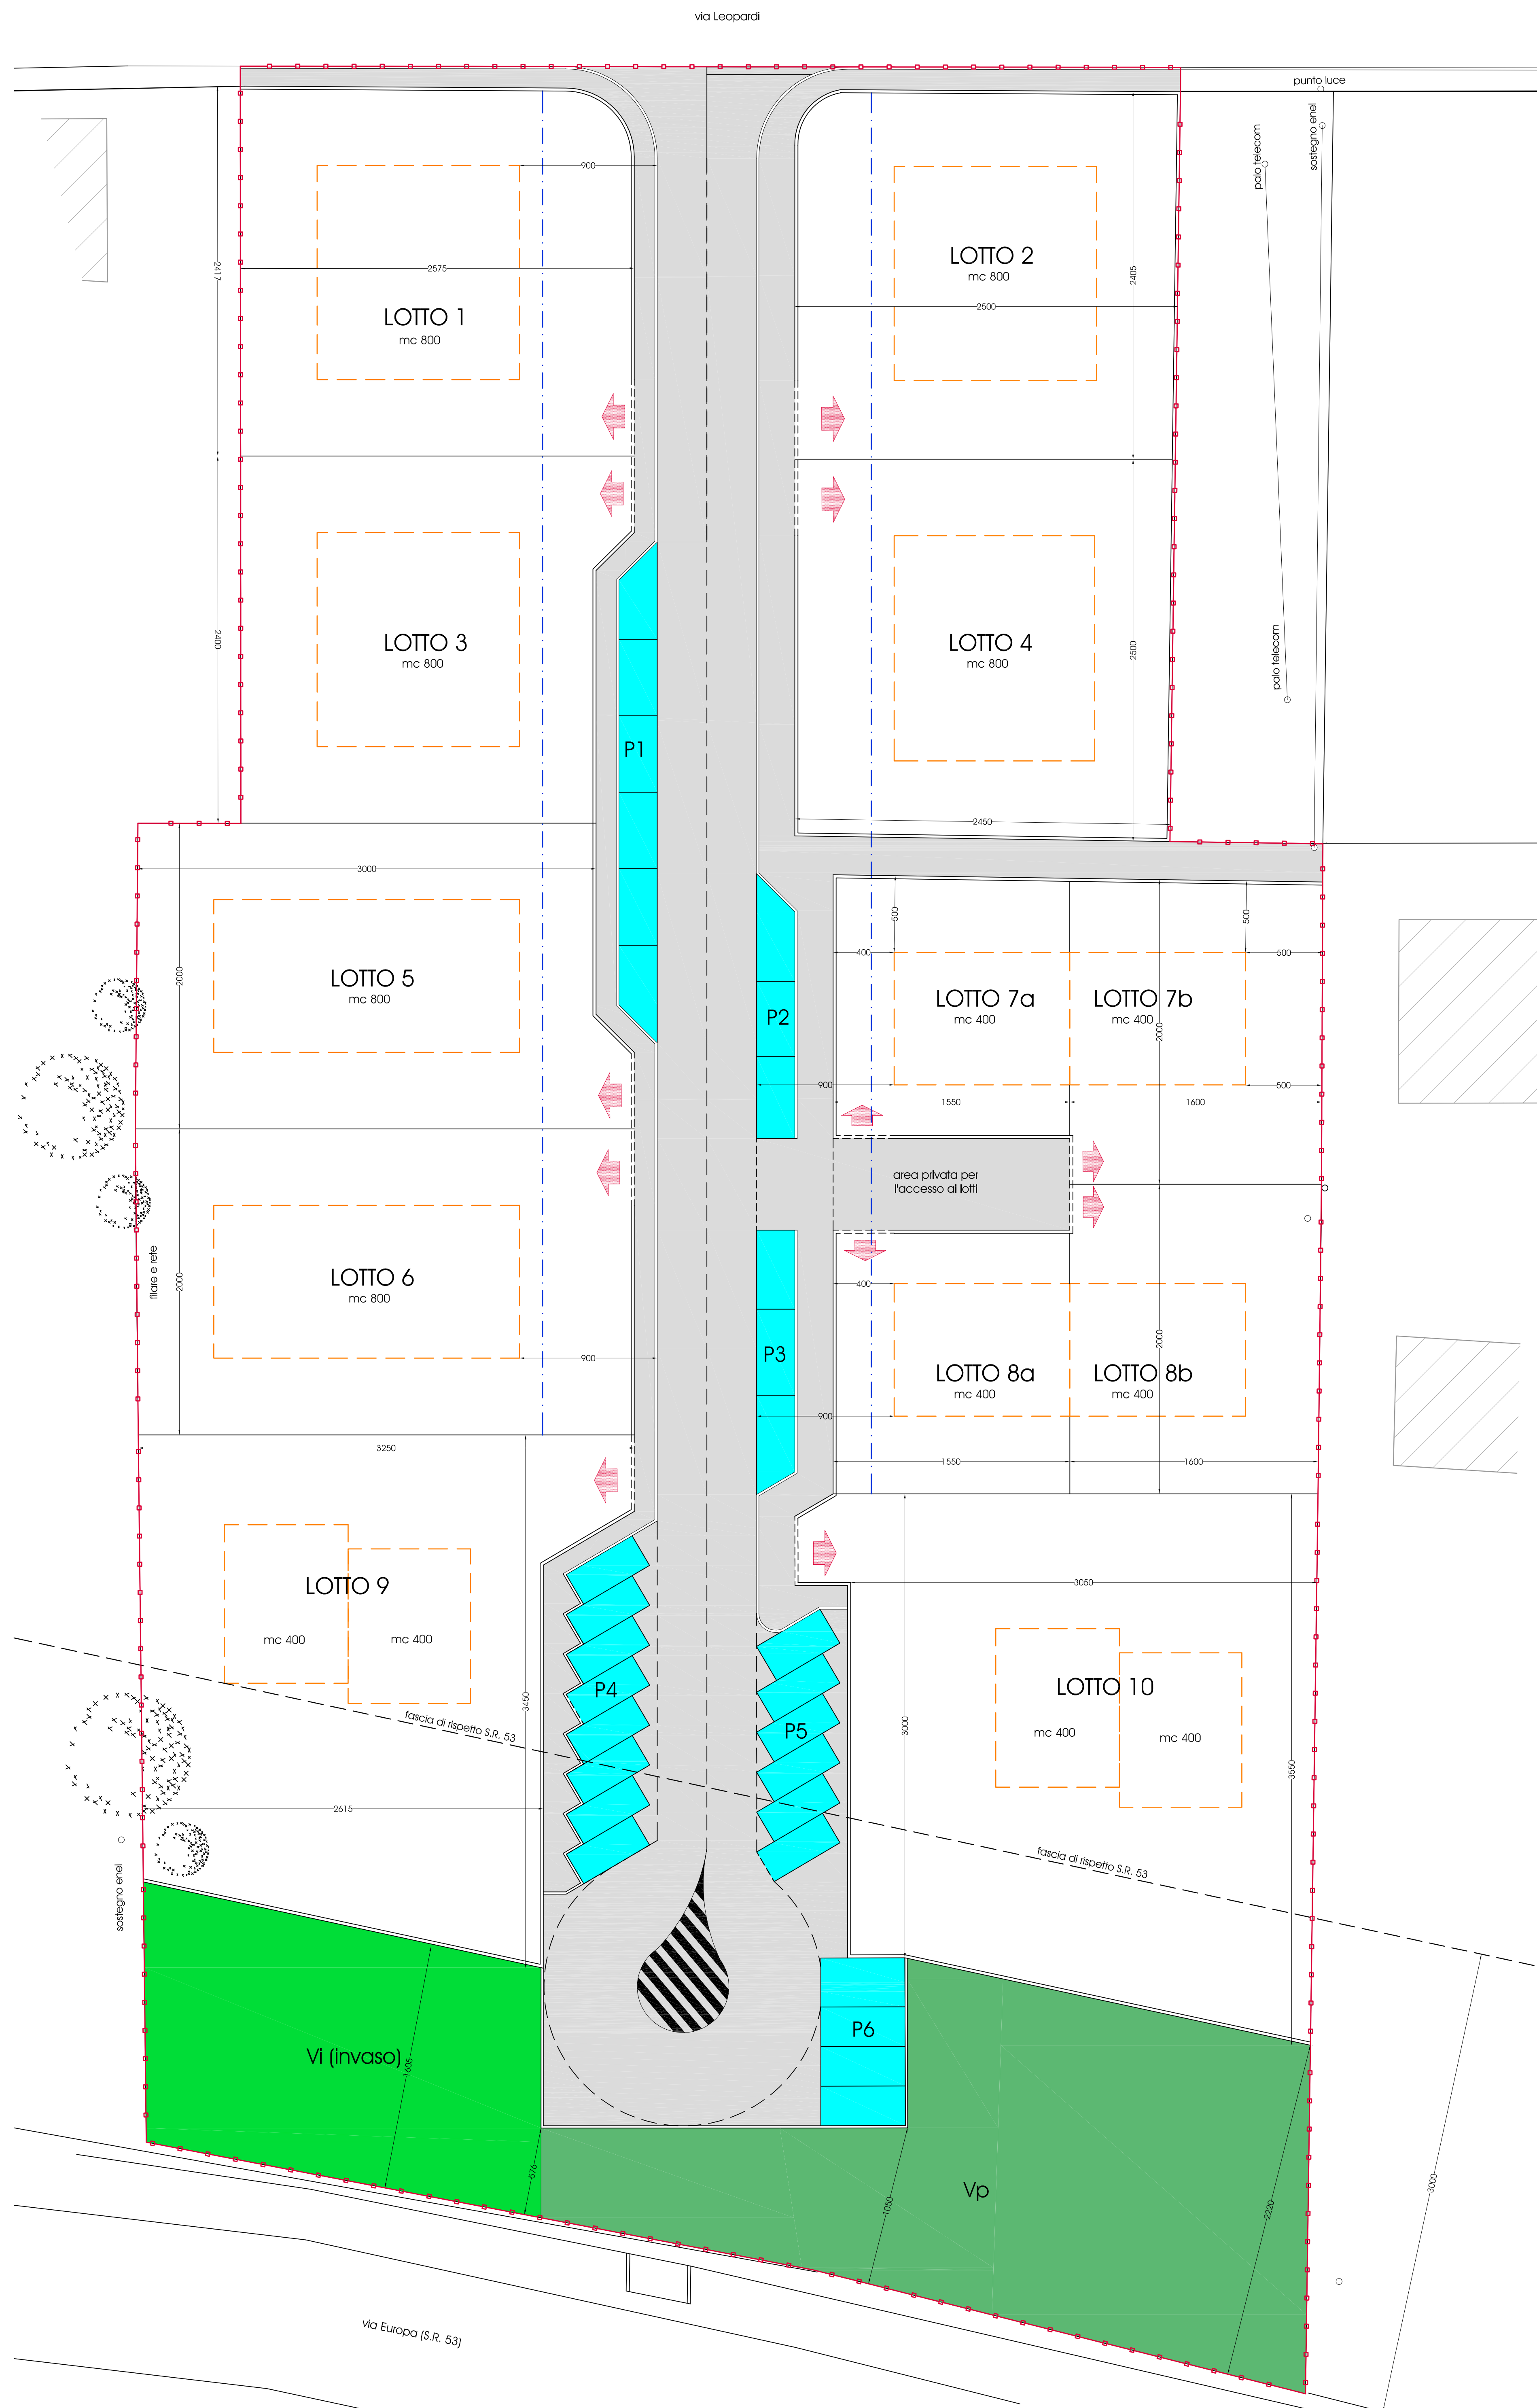 via Leopardi
punto luce
sostegno enel
palo telecom
900
2417
2575
2405
LOTTO 2
mc 800
2500
LOTTO 1
mc 800
2400
LOTTO 3
mc 800
LOTTO 4
mc 800
2500
palo telecom
P1
2450
3000
500
500
400
500
2000
LOTTO 5
mc 800
P2
LOTTO 7a
mc 400
LOTTO 7b
mc 400
2000
900
500
1550
1600
area privata per
l'accesso ai lotti
filare e rete
2000
LOTTO 6
mc 800
400
900
P3
2000
LOTTO 8a
mc 400
LOTTO 8b
mc 400
900
3250
1550
1600
LOTTO 9
mc 400
mc 400
3050
P4
3450
fascia di rispetto S.R. 53
P5
3000
LOTTO 10
mc 400
mc 400
3550
2615
sostegno enel
fascia di rispetto S.R. 53
Vi (invaso)
1605
P6
576
1050
Vp
2220
3000
via Europa (S.R. 53)